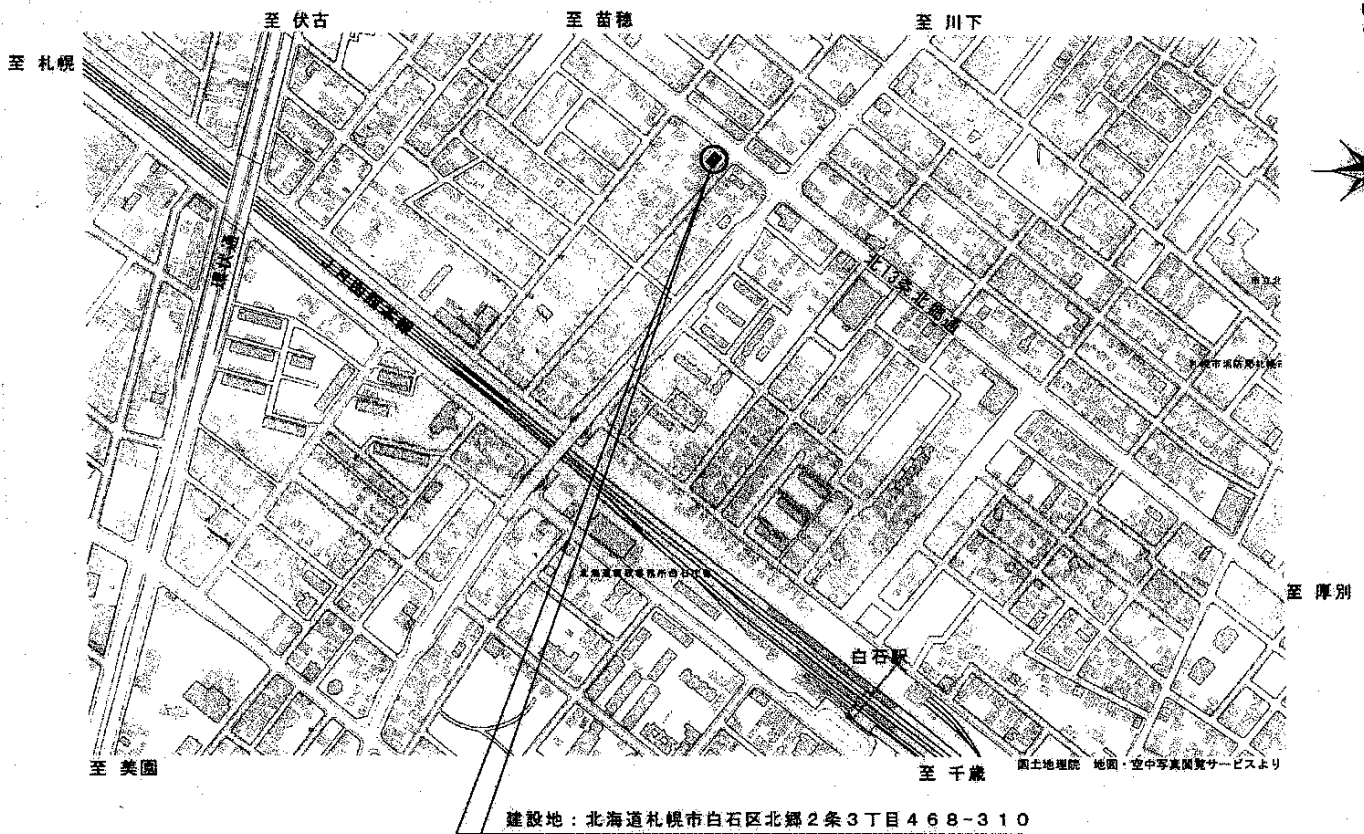 至 伏古
至 苗穂
至 川下
至 札幌
環状通
北13条北郷通
白石駅
至 厚別
至 美園
至 千歳
国土地理院 地図・空中写真閲覧サービスより
建設地：北海道札幌市白石区北郷2条3丁目468-310